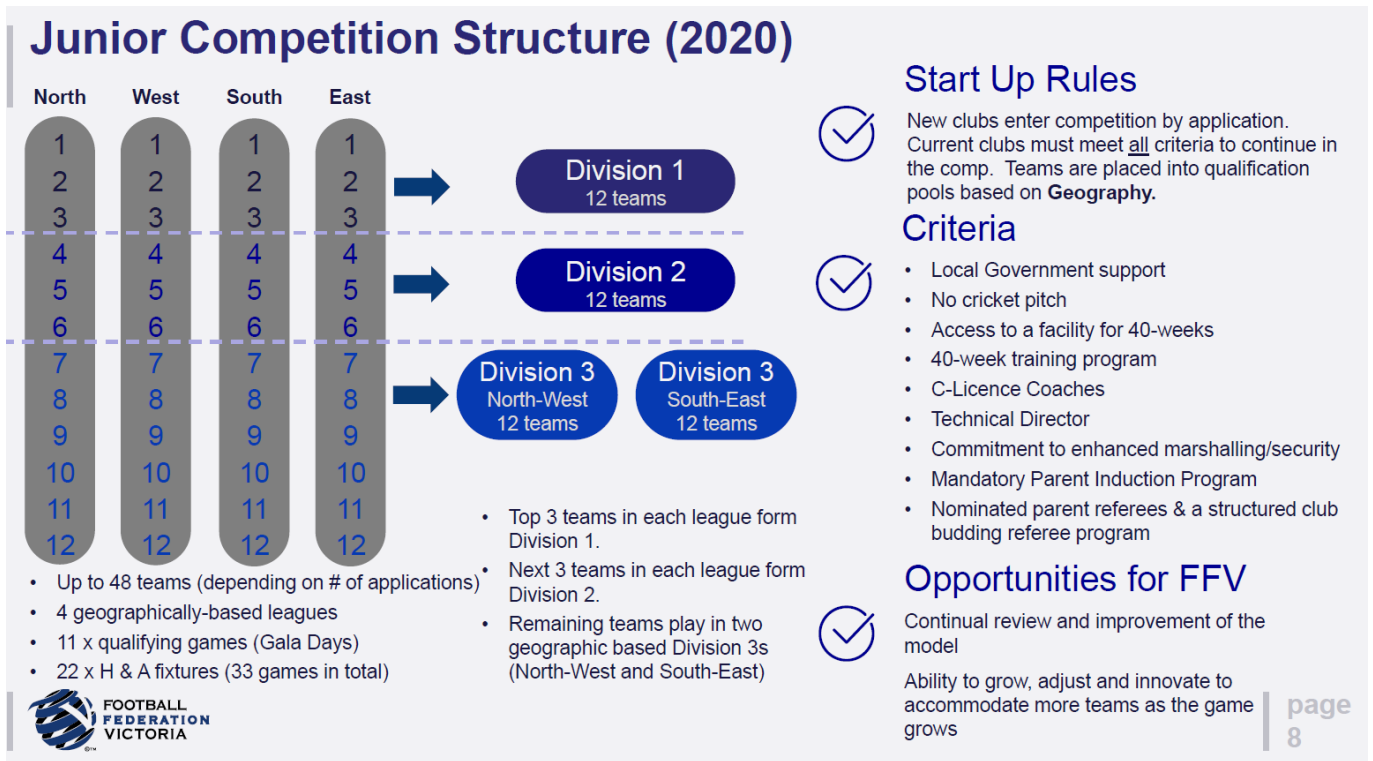 Junior Competition Structure (2020)
North West South East
1 1 1 1
2 2 2 2
3 3 3 3
4 4 4 4
5 5 5 5
6 6 6 6
7 7 7 7
8 8 8 8
9 9 9 9
10 10 10 10
11 11 11 11
12 12 12 12
• Up to 48 teams (depending on # of applications)
• 4 geographically-based leagues
• 11 x qualifying games (Gala Days)
• 22 x H & A fixtures (33 games in total)
Division 1
12 teams
Division 2
12 teams
Division 3
North-West
12 teams
Division 3
South-East
12 teams
• Top 3 teams in each league form
Division 1.
• Next 3 teams in each league form
Division 2.
• Remaining teams play in two
geographic based Division 3s
(North-West and South-East)
Start Up Rules
New clubs enter competition by application.
Current clubs must meet all criteria to continue in
the comp. Teams are placed into qualification
pools based on Geography.
Criteria
• Local Government support
• No cricket pitch
• Access to a facility for 40-weeks
• 40-week training program
• C-Licence Coaches
• Technical Director
• Commitment to enhanced marshalling/security
• Mandatory Parent Induction Program
• Nominated parent referees & a structured club
budding referee program
Opportunities for FFV
Continual review and improvement of the
model
Ability to grow, adjust and innovate to
accommodate more teams as the game
grows
FOOTBALL
FEDERATION
VICTORIA
©™
page
8